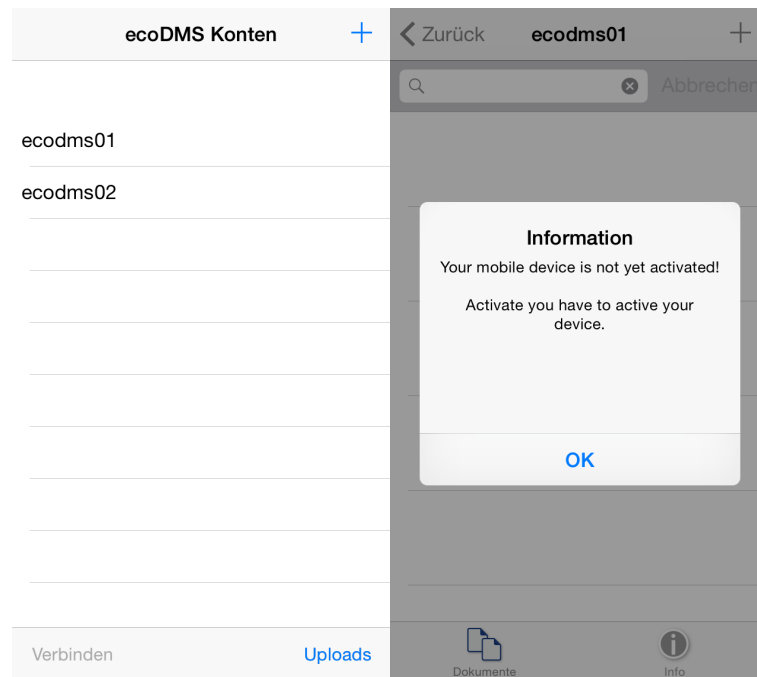 ecoDMS Konten
ecodms01
ecodms02
Verbinden
Uploads
Zurück
ecodms01
Abbrechen
Information
Your mobile device is not yet activated!
Activate you have to active your
device.
OK
Dokumente
Info